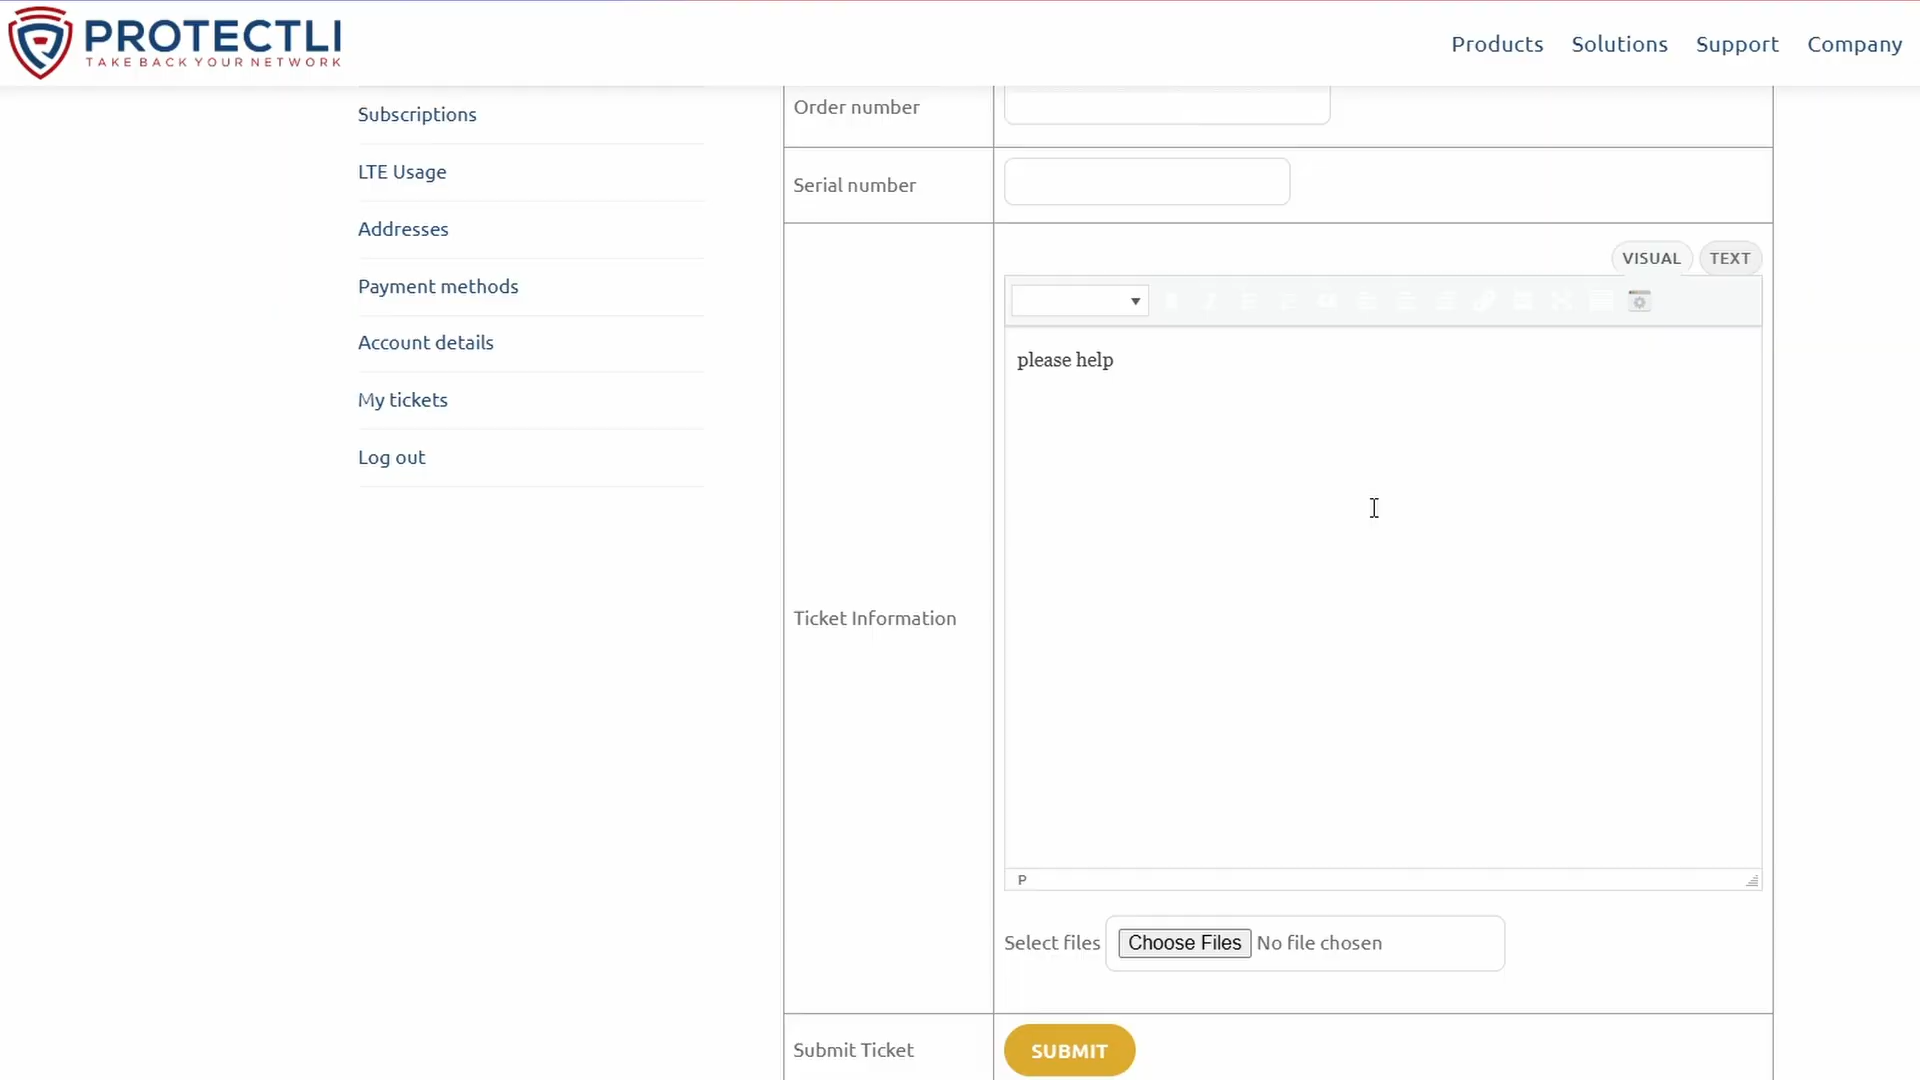 PROTECTLI
TAKE BACK YOUR NETWORK
Products
Solutions
Support
Company
Subscriptions
LTE Usage
Addresses
Payment methods
Account details
My tickets
Log out
Order number
Serial number
VISUAL
TEXT
please help
Ticket Information
P
Select files
Choose Files
No file chosen
Submit Ticket
SUBMIT